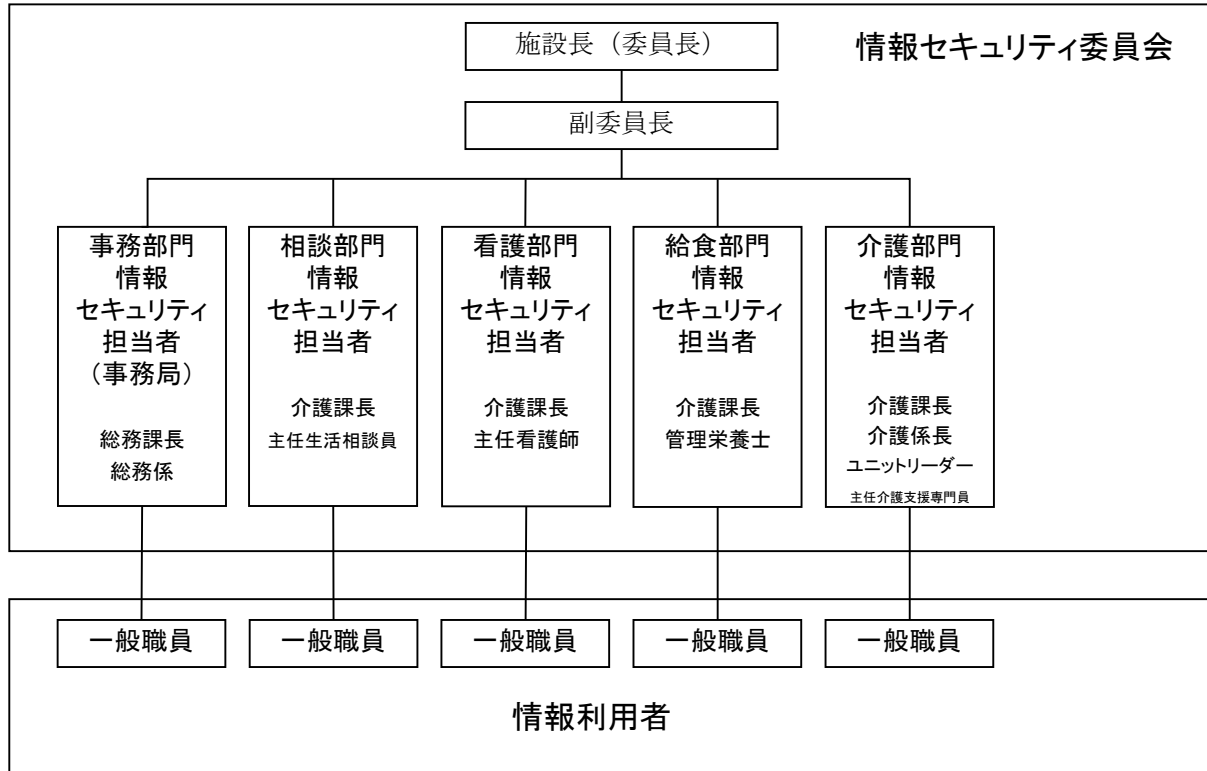 情報セキュリティ委員会
施設長（委員長）
副委員長
事務部門
情報
セキュリティ
担当者
（事務局）
総務課長
総務係
相談部門
情報
セキュリティ
担当者
介護課長
主任生活相談員
看護部門
情報
セキュリティ
担当者
介護課長
主任看護師
給食部門
情報
セキュリティ
担当者
介護課長
管理栄養士
介護部門
情報
セキュリティ
担当者
介護課長
介護係長
ユニットリーダー
主任介護支援専門員
一般職員
一般職員
一般職員
一般職員
一般職員
情報利用者